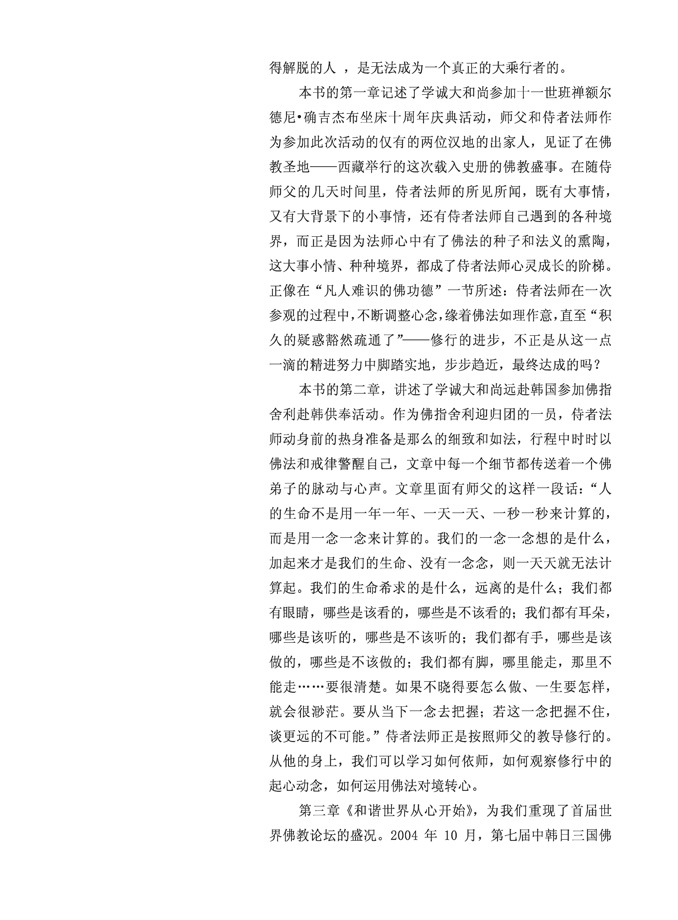 得解脱的人 ，是无法成为一个真正的大乘行者的。
本书的第一章记述了学诚大和尚参加十一世班禅额尔
德尼•确吉杰布坐床十周年庆典活动，师父和侍者法师作
为参加此次活动的仅有的两位汉地的出家人，见证了在佛
教圣地——西藏举行的这次载入史册的佛教盛事。在随侍
师父的几天时间里，侍者法师的所见所闻，既有大事情，
又有大背景下的小事情，还有侍者法师自己遇到的各种境
界，而正是因为法师心中有了佛法的种子和法义的熏陶，
这大事小情、种种境界，都成了侍者法师心灵成长的阶梯。
正像在“凡人难识的佛功德”一节所述：侍者法师在一次
参观的过程中，不断调整心念，缘着佛法如理作意，直至“积
久的疑惑豁然疏通了”——修行的进步，不正是从这一点
一滴的精进努力中脚踏实地，步步趋近，最终达成的吗？
本书的第二章，讲述了学诚大和尚远赴韩国参加佛指
舍利赴韩供奉活动。作为佛指舍利迎归团的一员，侍者法
师动身前的热身准备是那么的细致和如法，行程中时时以
佛法和戒律警醒自己，文章中每一个细节都传送着一个佛
弟子的脉动与心声。文章里面有师父的这样一段话：“人
的生命不是用一年一年、一天一天、一秒一秒来计算的，
而是用一念一念来计算的。我们的一念一念想的是什么，
加起来才是我们的生命、没有一念念，则一天天就无法计
算起。我们的生命希求的是什么，远离的是什么；我们都
有眼睛，哪些是该看的，哪些是不该看的；我们都有耳朵，
哪些是该听的，哪些是不该听的；我们都有手，哪些是该
做的，哪些是不该做的；我们都有脚，哪里能走，那里不
能走……要很清楚。如果不晓得要怎么做、一生要怎样，
就会很渺茫。要从当下一念去把握；若这一念把握不住，
谈更远的不可能。”侍者法师正是按照师父的教导修行的。
从他的身上，我们可以学习如何依师，如何观察修行中的
起心动念，如何运用佛法对境转心。
第三章《和谐世界从心开始》，为我们重现了首届世
界佛教论坛的盛况。2004 年 10 月，第七届中韩日三国佛